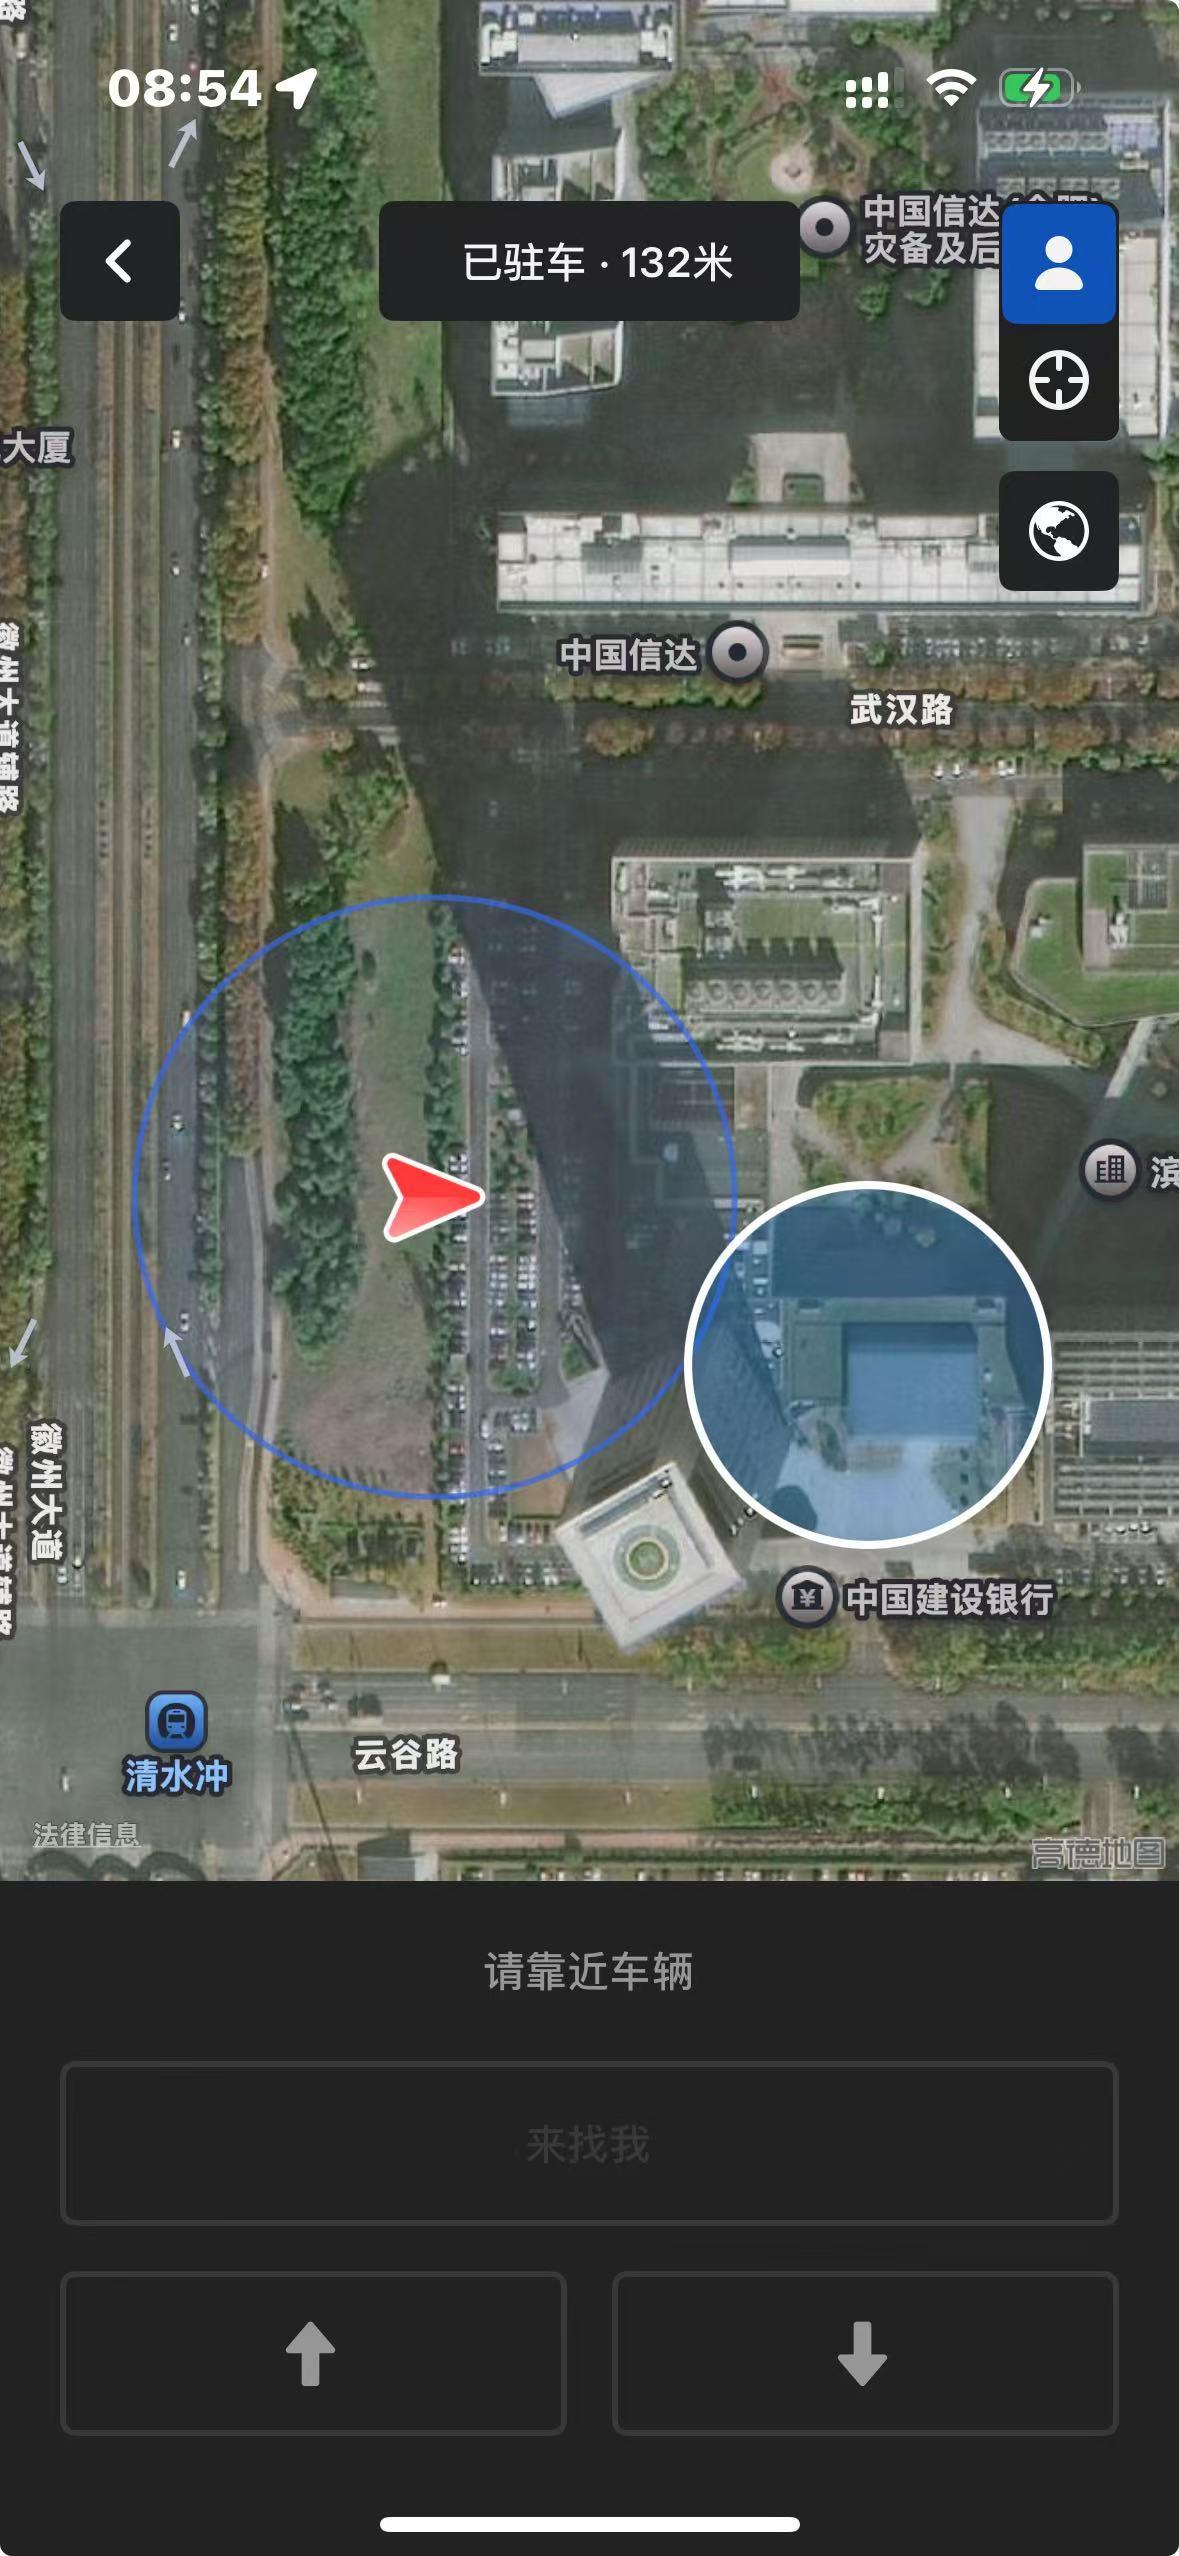 路
08:54
中国信达
灾备及后
已驻车 · 132米
大厦
徽州大道辅路
中国信达
武汉路
滨
徽州大道
徽州大道辅路
中国建设银行
云谷路
清水冲
法律信息
高德地图
请靠近车辆
来找我